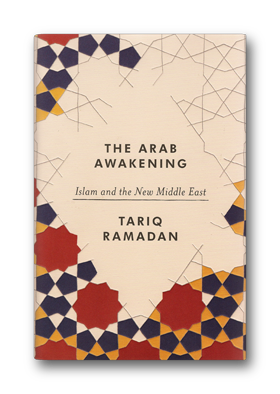 THE ARAB
AWAKENING
Islam and the New Middle East
TARIQ
RAMADAN